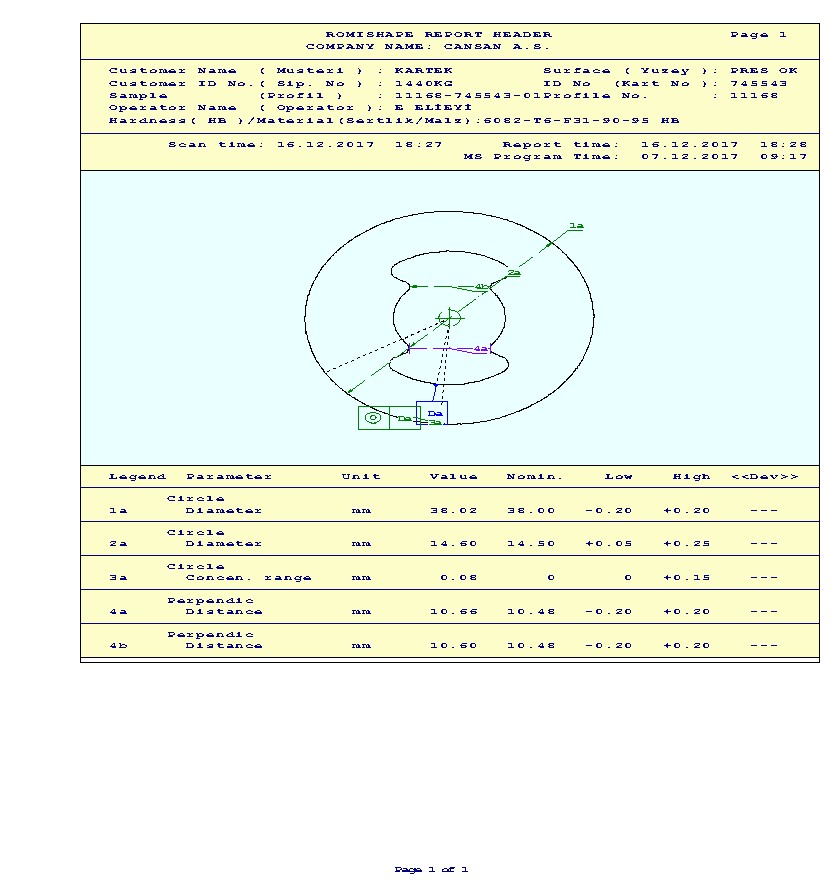 ROMISHAPE REPORT HEADER Page 1
COMPANY NAME: CANSAN A.S.
Customer Name ( Musteri ) : KARTEK Surface ( Yuzey ): PRES OK
Customer ID No.( Sip. No ) : 1440KG ID No (Kart No ): 745543
Sample (Profil ) : 11168-745543-01Profile No. : 11168
Operator Name ( Operator ): E ELİEYİ
Hardness( HB )/Material(Sertlik/Malz):6082-T6-F31-90-95 HB
Scan time: 16.12.2017 18:27 Report time: 16.12.2017 18:28
MS Program Time: 07.12.2017 09:17
1a
2a
4b
4a
Da
Da
3a
Legend Parameter Unit Value Nomin. Low High <<Dev>>
Circle
1a Diameter mm 38.02 38.00 -0.20 +0.20 ---
Circle
2a Diameter mm 14.60 14.50 +0.05 +0.25 ---
Circle
3a Concen. range mm 0.08 0 0 +0.15 ---
Perpendic
4a Distance mm 10.66 10.48 -0.20 +0.20 ---
Perpendic
4b Distance mm 10.60 10.48 -0.20 +0.20 ---
Page 1 of 1